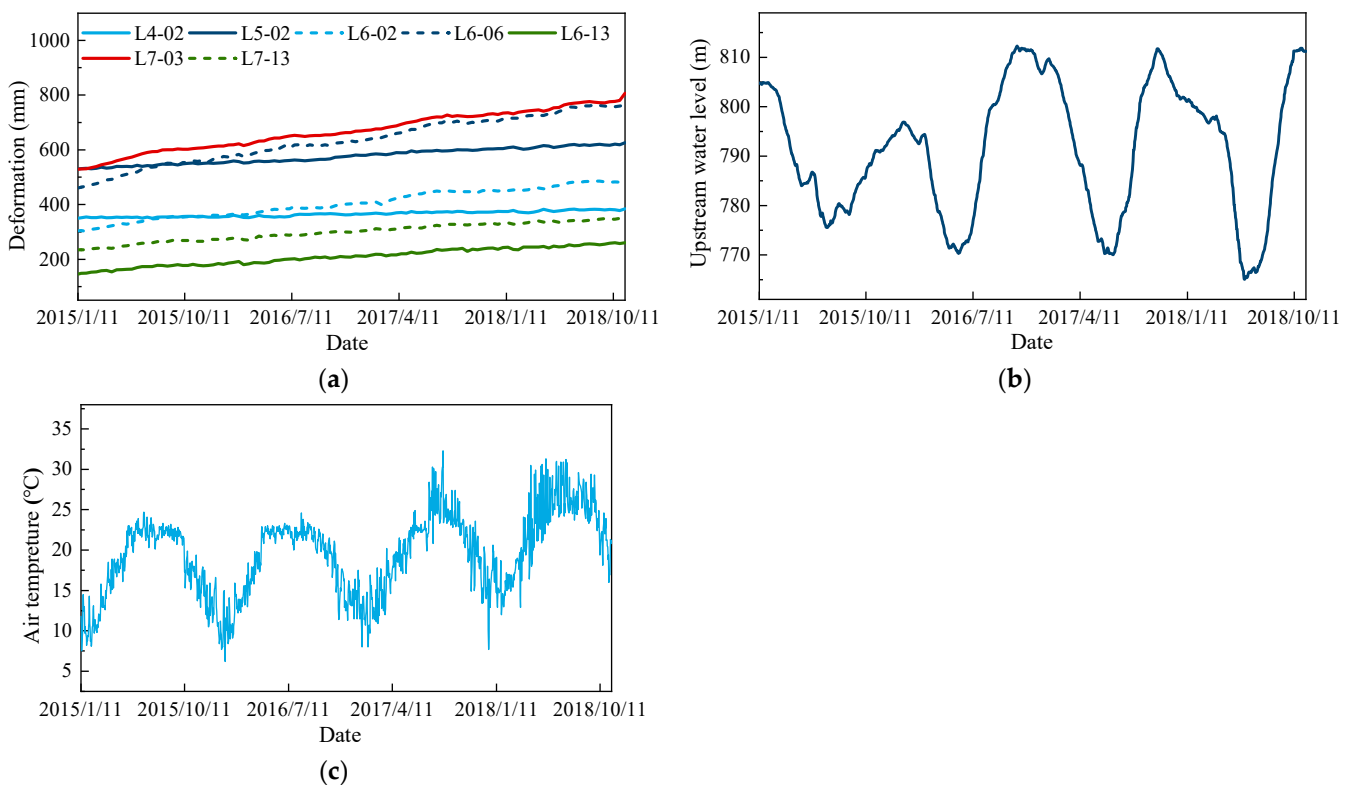 L4-02 L5-02 L6-02 L6-06 L6-13
L7-03 L7-13
1000
800
600
400
200
Deformation (mm)
2015/1/11 2015/10/11 2016/7/11 2017/4/11 2018/1/11 2018/10/11
Date
(a)
810
800
790
780
770
Upstream water level (m)
2015/1/11 2015/10/11 2016/7/11 2017/4/11 2018/1/11 2018/10/11
Date
(b)
35
30
25
20
15
10
5
Air tempreture (°C)
2015/1/11 2015/10/11 2016/7/11 2017/4/11 2018/1/11 2018/10/11
Date
(c)